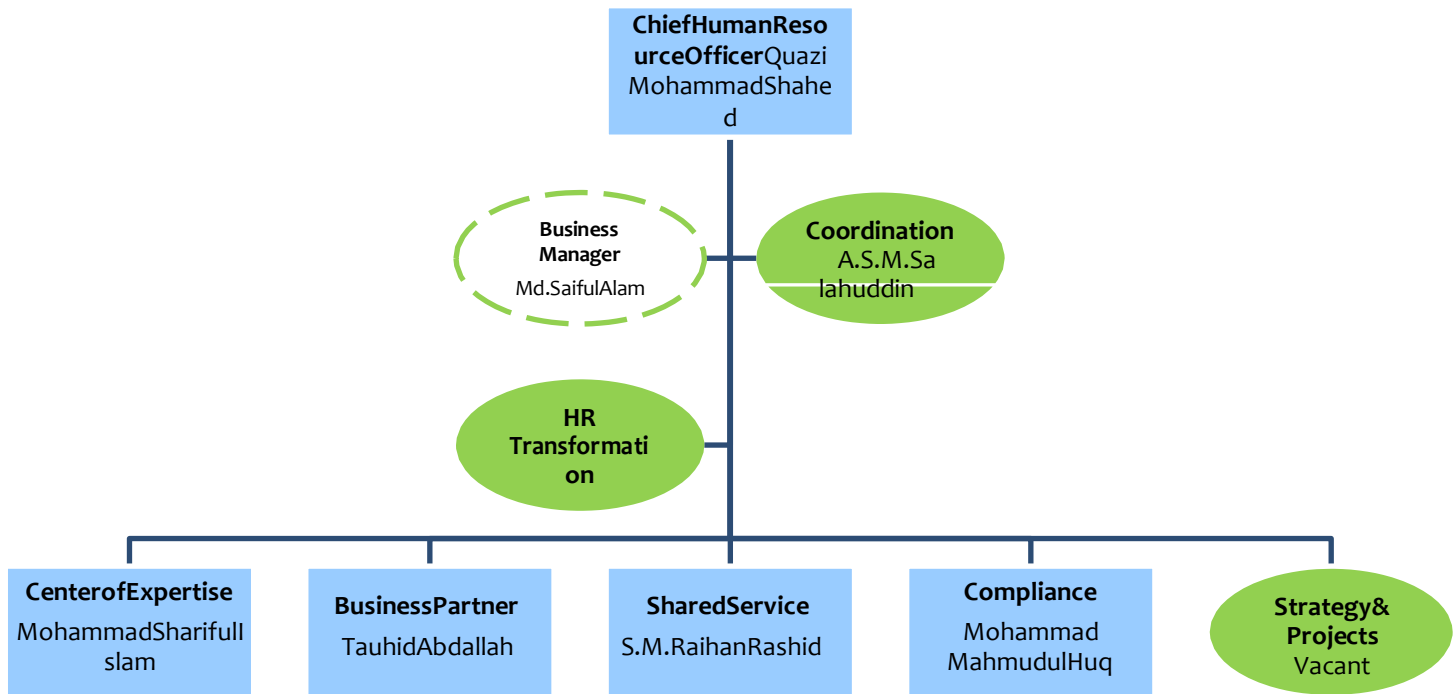 ChiefHumanReso
urceOfficerQuazi
MohammadShahe
d
Business
Manager
Md.SaifulAlam
Coordination
A.S.M.Sa
lahuddin
HR
Transformati
on
CenterofExpertise
MohammadSharifulI
slam
BusinessPartner
TauhidAbdallah
SharedService
S.M.RaihanRashid
Compliance
Mohammad
MahmudulHuq
Strategy&
Projects
Vacant